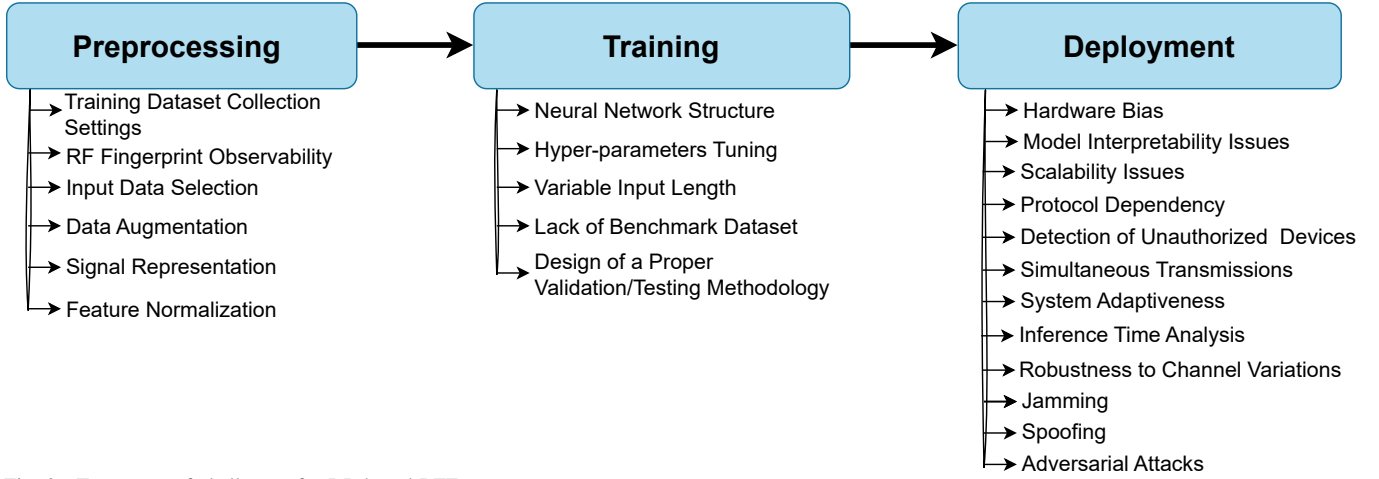 Preprocessing
Training
Deployment
Training Dataset Collection
Settings
RF Fingerprint Observability
Input Data Selection
Data Augmentation
Signal Representation
Feature Normalization
Neural Network Structure
Hyper-parameters Tuning
Variable Input Length
Lack of Benchmark Dataset
Design of a Proper
Validation/Testing Methodology
Hardware Bias
Model Interpretability Issues
Scalability Issues
Protocol Dependency
Detection of Unauthorized Devices
Simultaneous Transmissions
System Adaptiveness
Inference Time Analysis
Robustness to Channel Variations
Jamming
Spoofing
Adversarial Attacks